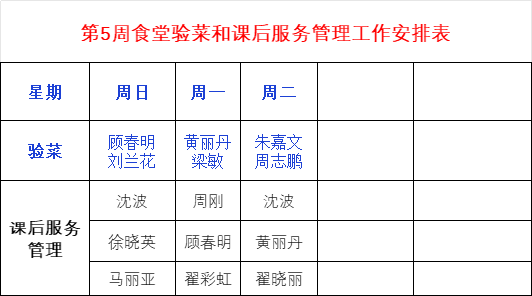 第5周食堂验菜和课后服务管理工作安排表
星期 周日 周一 周二
验菜 顾春明 黄丽丹 朱嘉文
刘兰花 梁敏 周志鹏
沈波 周刚 沈波
课后服务
管理
徐晓英 顾春明 黄丽丹
马丽亚 翟彩虹 翟晓丽